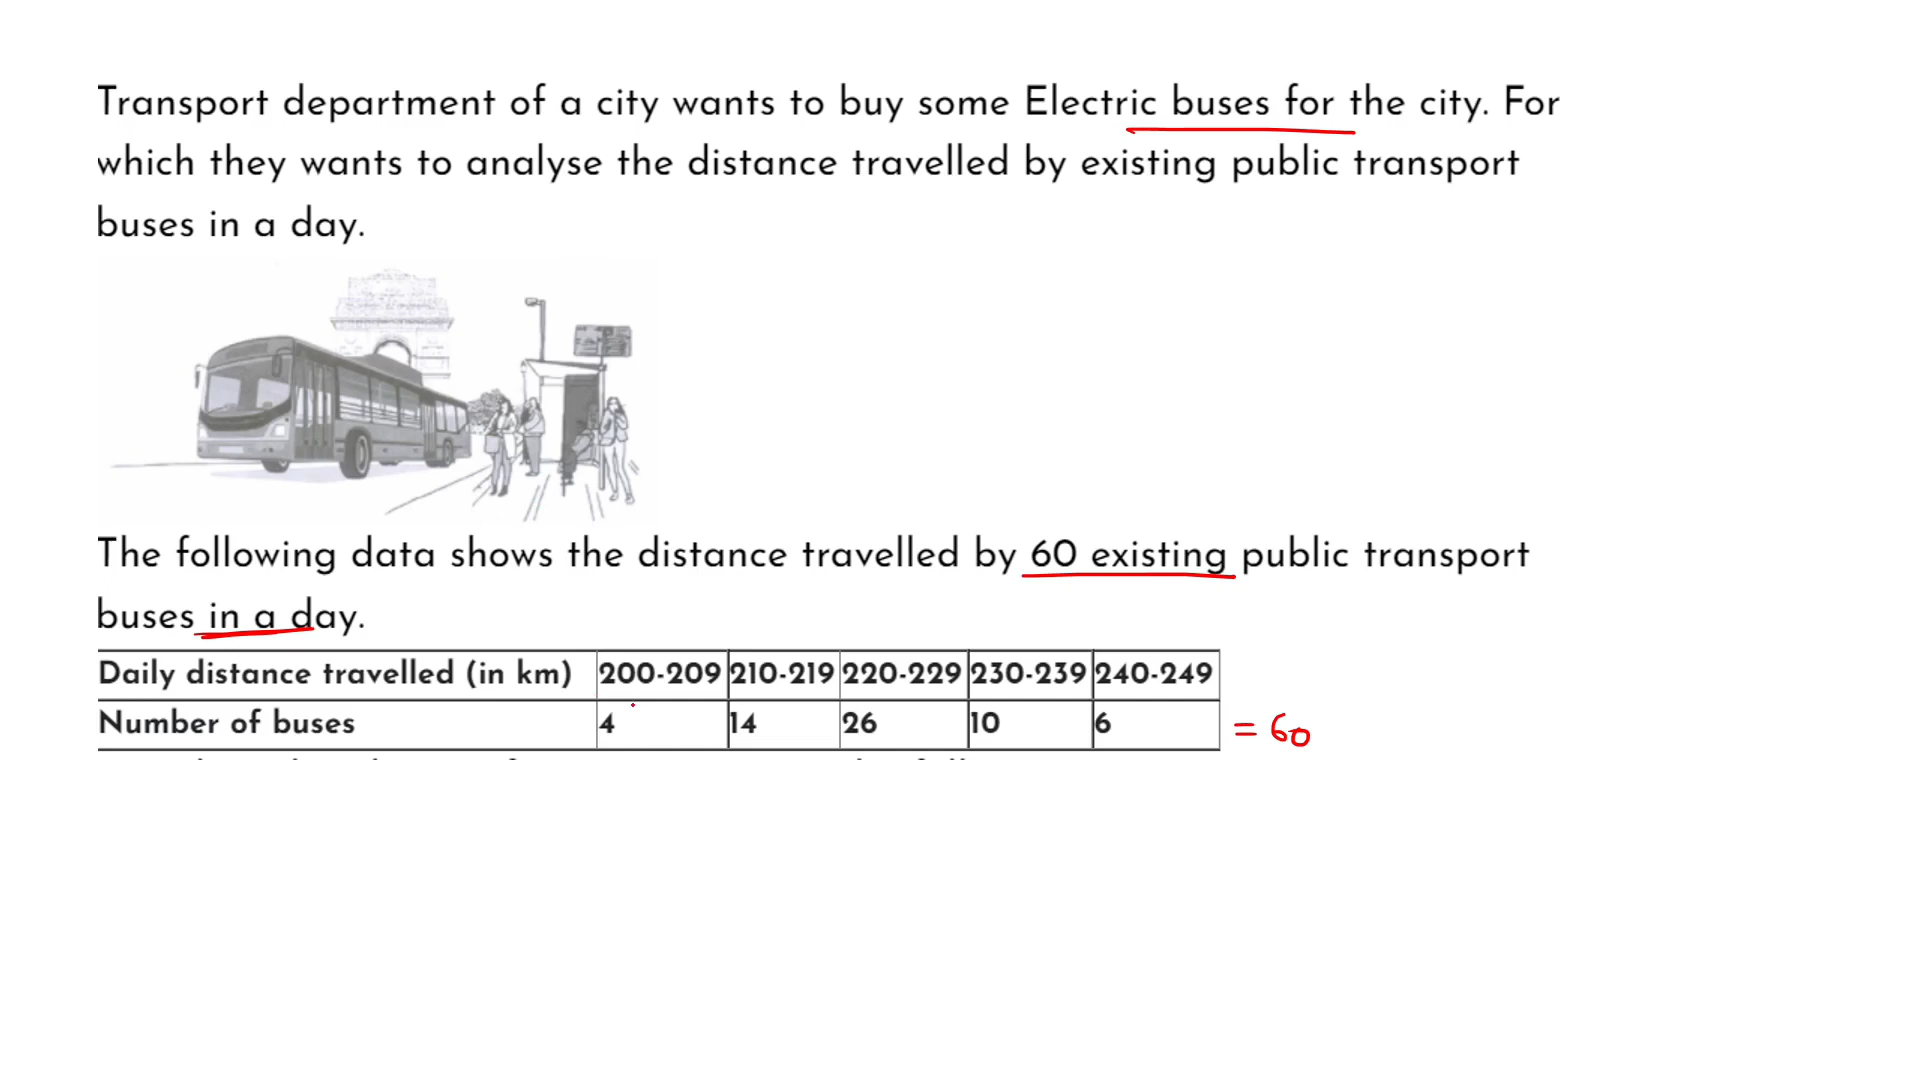 Transport department of a city wants to buy some Electric buses for the city. For
which they wants to analyse the distance travelled by existing public transport
buses in a day.
The following data shows the distance travelled by 60 existing public transport
buses in a day.
Daily distance travelled (in km) 200-209 210-219 220-229 230-239 240-249
Number of buses 4 14 26 10 6 = 60